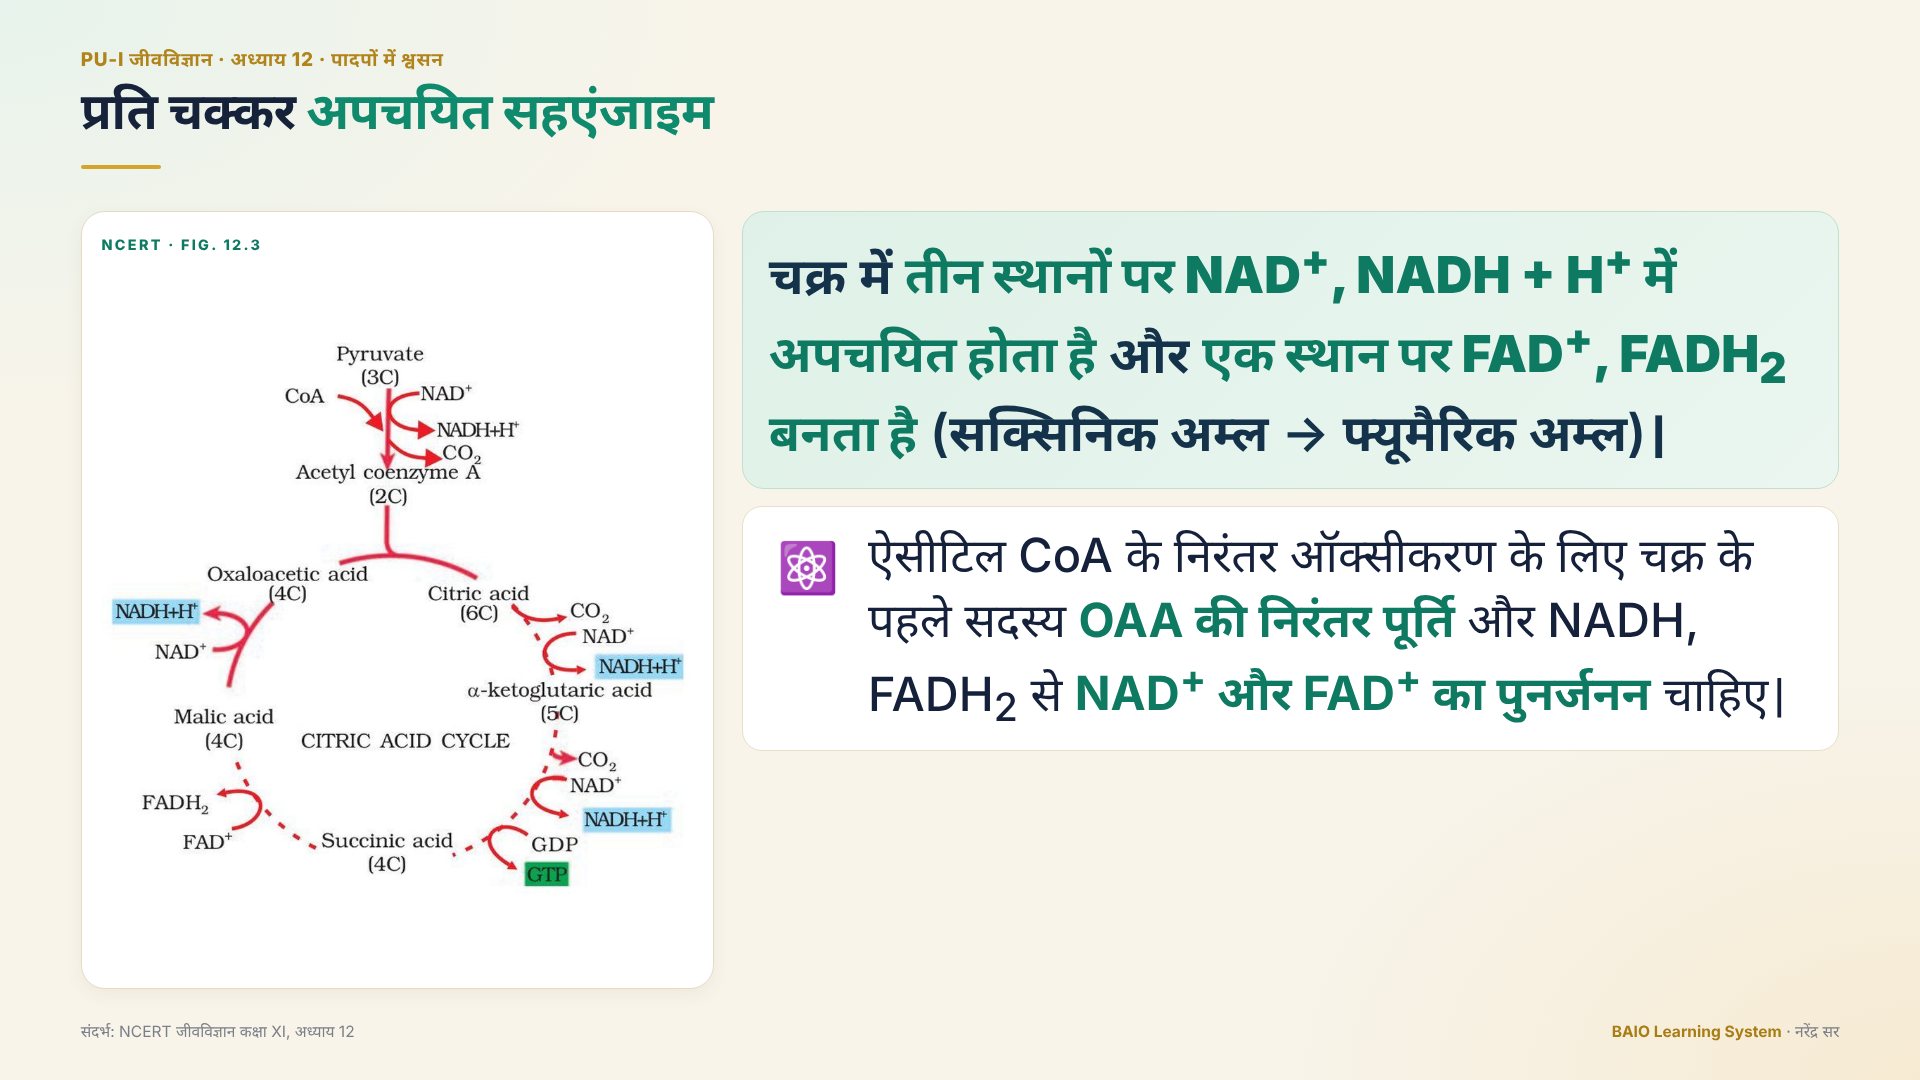 PU-I जीवविज्ञान · अध्याय 12 · पादपों में श्वसन
प्रति चक्कर अपचयित सहएंजाइम
NCERT · FIG. 12.3
Pyruvate
(3C)
CoA
NAD⁺
NADH+H⁺
CO₂
Acetyl coenzyme A
(2C)
Oxaloacetic acid
(4C)
Citric acid
(6C)
CO₂
NADH+H⁺
NAD⁺
NAD⁺
NADH+H⁺
α-ketoglutaric acid
(5C)
Malic acid
(4C)
CITRIC ACID CYCLE
CO₂
NAD⁺
NADH+H⁺
FADH₂
FAD⁺
Succinic acid
(4C)
GDP
GTP
चक्र में तीन स्थानों पर NAD⁺, NADH + H⁺ में
अपचयित होता है और एक स्थान पर FAD⁺, FADH₂
बनता है (सक्सिनिक अम्ल → फ्यूमैरिक अम्ल)|
ऐसीटिल CoA के निरंतर ऑक्सीकरण के लिए चक्र के
पहले सदस्य OAA की निरंतर पूर्ति और NADH,
FADH₂ से NAD⁺ और FAD⁺ का पुनर्जनन चाहिए|
संदर्भ: NCERT जीवविज्ञान कक्षा XI, अध्याय 12
BAIO Learning System · नरेंद्र सर